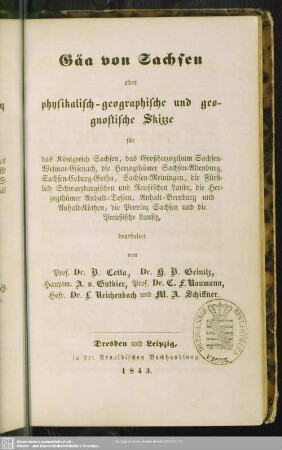 Gäa von Sachsen
oder
physikalisch-geographische und geo-
gnostische Skizze
für
das Königreich Sachsen, das Großherzogthum Sachsen-
Weimar-Eisenach, die Herzogthümer Sachsen-Altenburg,
Sachsen-Coburg-Gotha, Sachsen-Meiningen, die Fürst-
lich Schwarzburgischen und Reußischen Lande, die Her-
zogthümer Anhalt-Dessau, Anhalt-Bernburg und
Anhalt-Köthen, die Provinz Sachsen und die
Preußische Lausitz,
bearbeitet
von
Prof. Dr. B. Cotta, Dr. H. B. Geinitz,
Hauptm. A. v. Gutbier, Prof. Dr. C. F. Naumann,
Hofr. Dr. L. Reichenbach und M. A. Schiffner.
Dresden und Leipzig,
in der Arnoldischen Buchhandlung
1843.